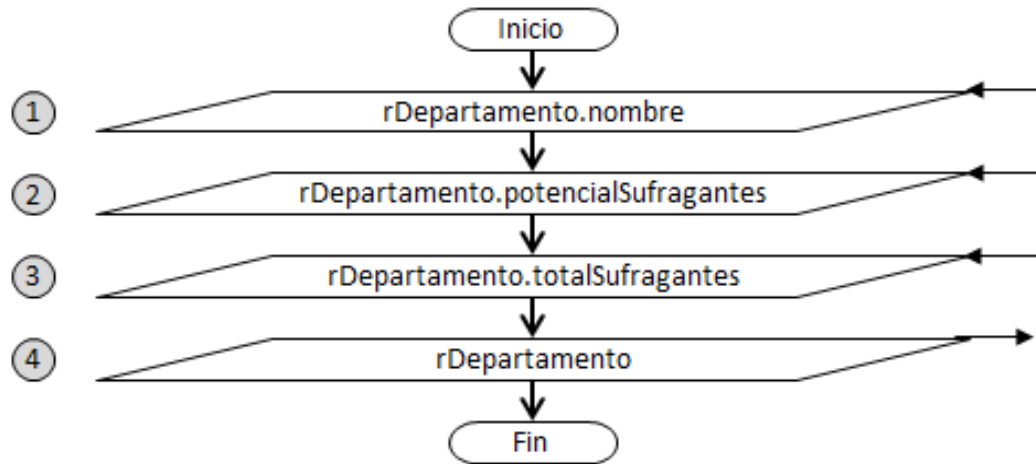 Inicio
1 rDepartamento.nombre
2 rDepartamento.potencialSufragantes
3 rDepartamento.totalSufragantes
4 rDepartamento
Fin